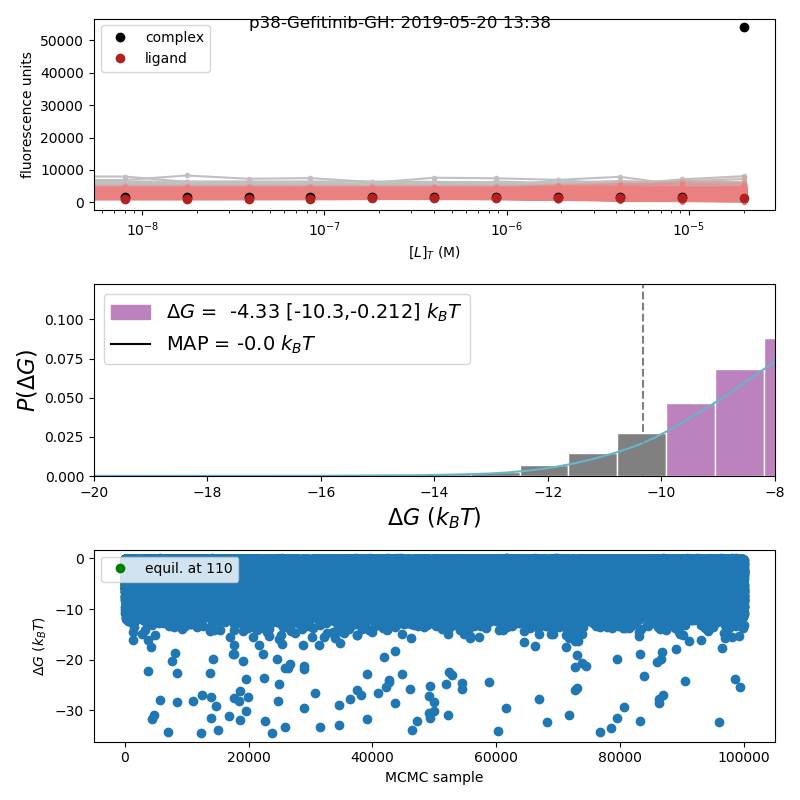 p38-Gefitinib-GH: 2019-05-20 13:38
complex
ligand
fluorescence units
50000
40000
30000
20000
10000
0
10⁻⁸ 10⁻⁷ 10⁻⁶ 10⁻⁵
[L]_T (M)
ΔG = -4.33 [-10.3,-0.212] k_BT
MAP = -0.0 k_BT
P(ΔG)
0.100
0.075
0.050
0.025
0.000
−20 −18 −16 −14 −12 −10 −8
ΔG (k_BT)
equil. at 110
ΔG (k_BT)
0
−10
−20
−30
0 20000 40000 60000 80000 100000
MCMC sample